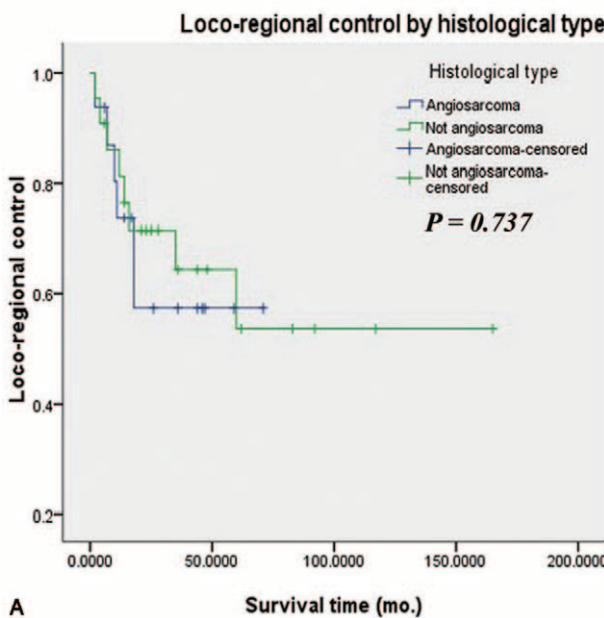 Loco-regional control by histological type
Histological type
Angiosarcoma
Not angiosarcoma
Angiosarcoma-censored
Not angiosarcoma-
censored
P = 0.737
Loco-regional control
1.0
0.8
0.6
0.4
0.2
0.0000
50.0000
100.0000
150.0000
200.0000
Survival time (mo.)
A